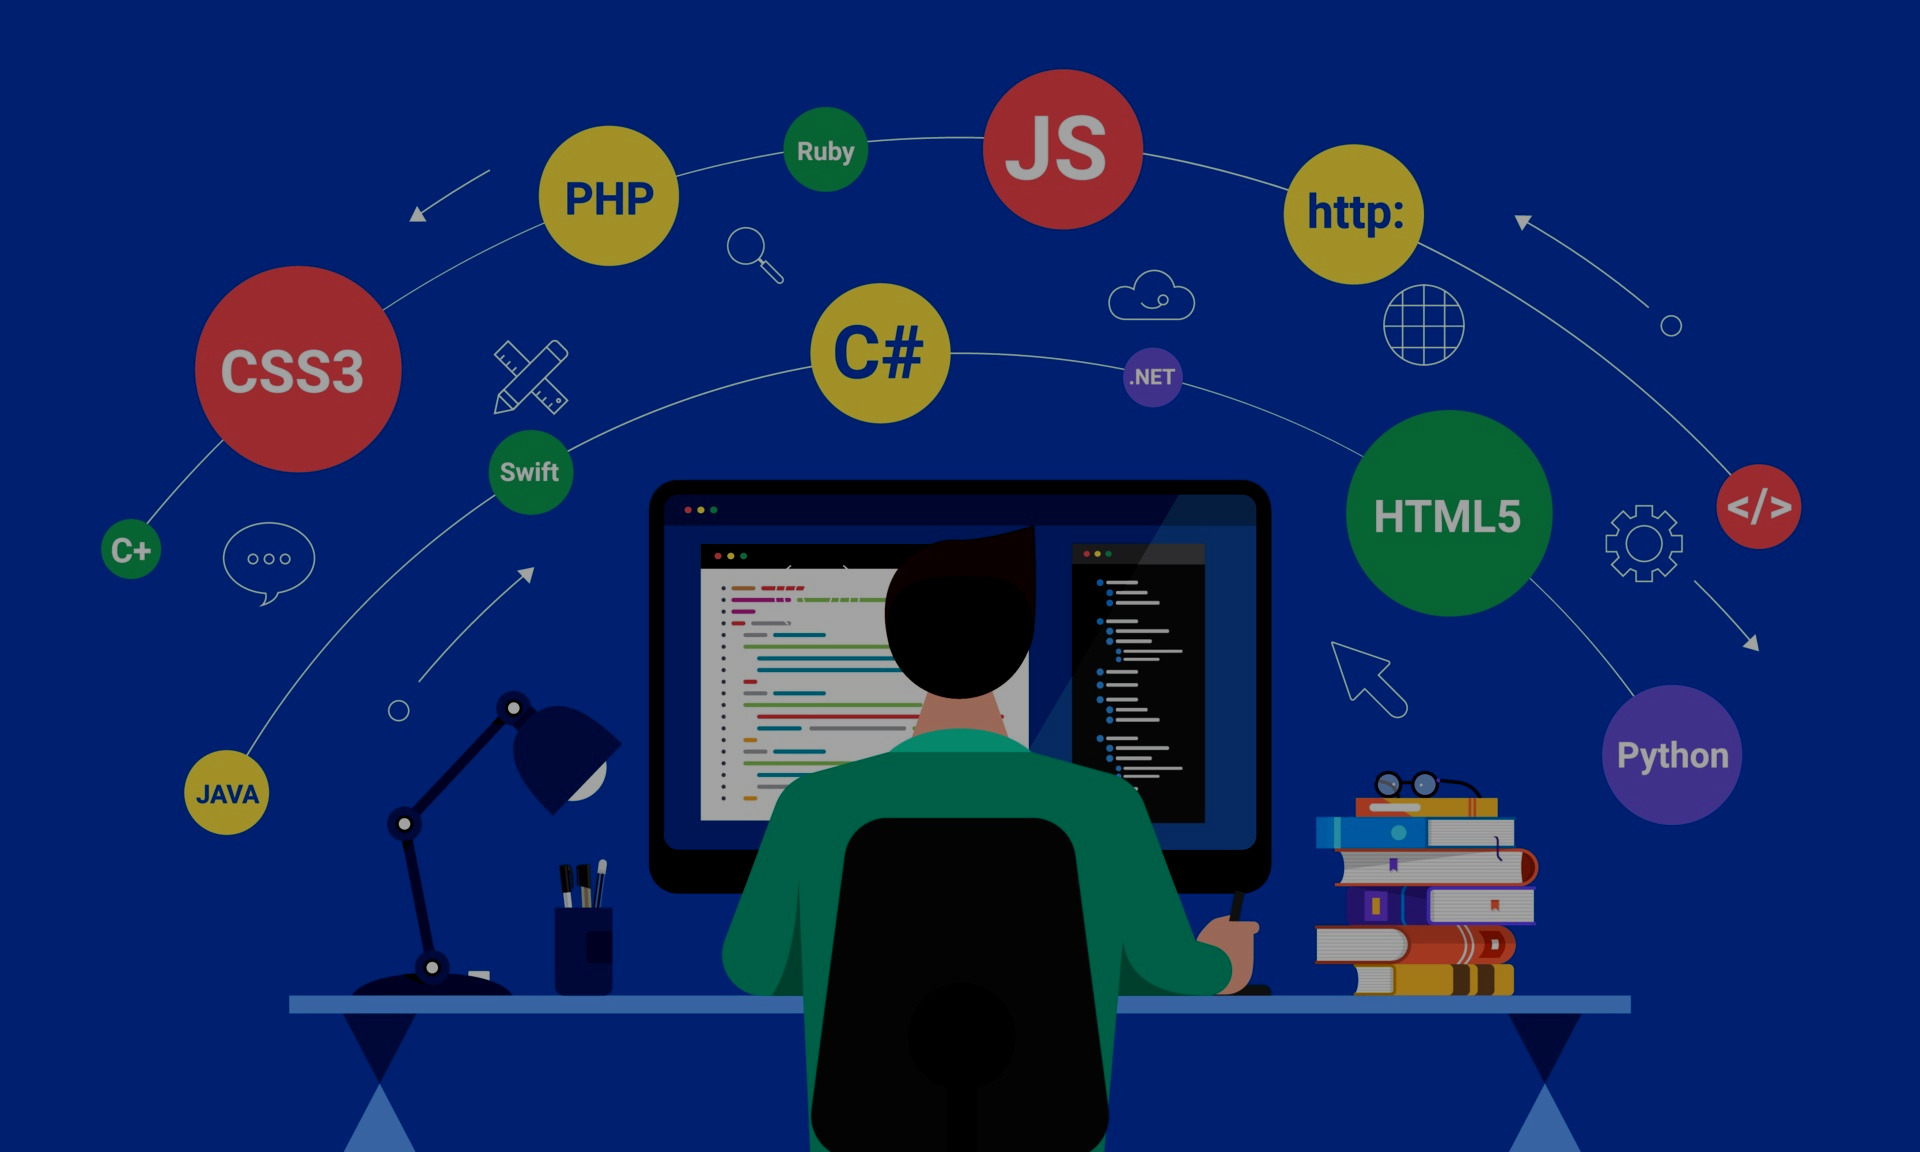 JS
Ruby
PHP
http:
C#
CSS3
.NET
Swift
</>
HTML5
C+
Python
JAVA